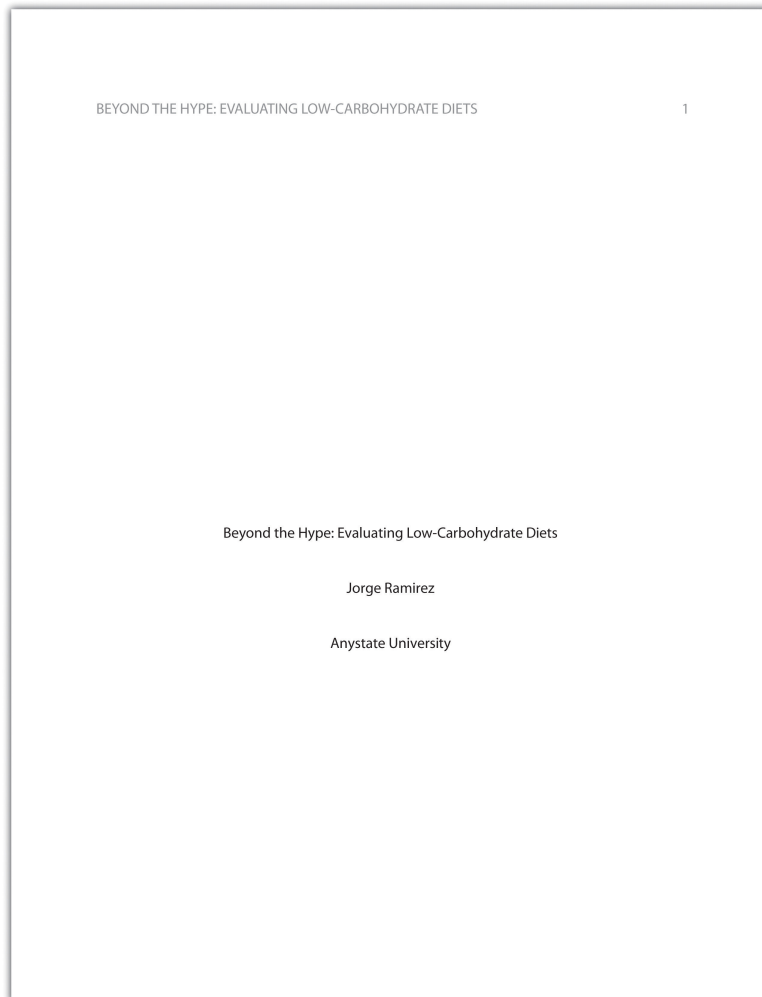 BEYOND THE HYPE: EVALUATING LOW-CARBOHYDRATE DIETS 1
Beyond the Hype: Evaluating Low-Carbohydrate Diets
Jorge Ramirez
Anystate University